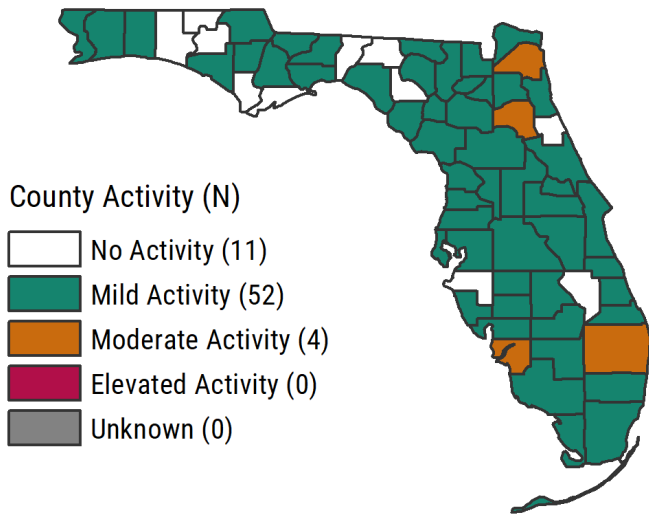 County Activity (N)
No Activity (11)
Mild Activity (52)
Moderate Activity (4)
Elevated Activity (0)
Unknown (0)